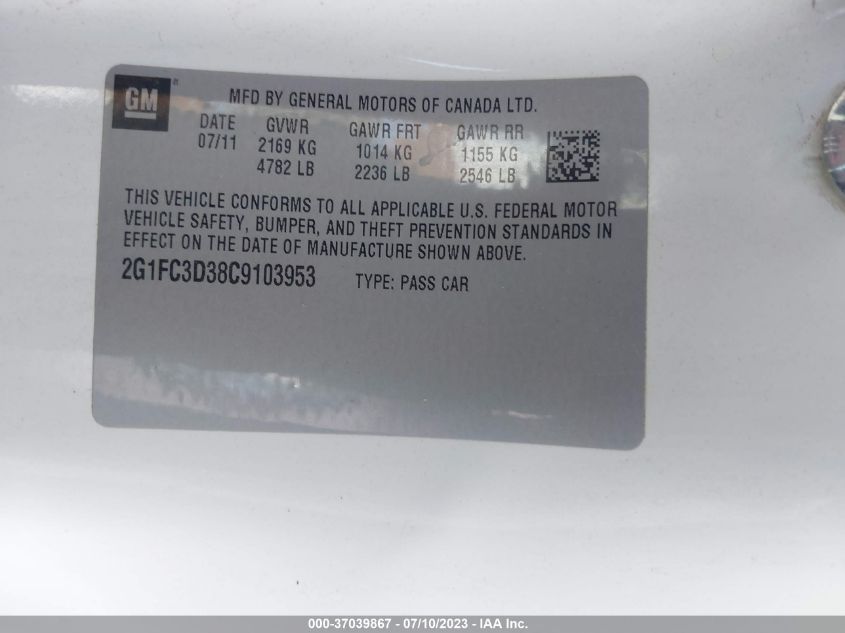 GM
MFD BY GENERAL MOTORS OF CANADA LTD.
DATE GVWR GAWR FRT GAWR RR
07/11 2169 KG 1014 KG 1155 KG
4782 LB 2236 LB 2546 LB
THIS VEHICLE CONFORMS TO ALL APPLICABLE U.S. FEDERAL MOTOR
VEHICLE SAFETY, BUMPER, AND THEFT PREVENTION STANDARDS IN
EFFECT ON THE DATE OF MANUFACTURE SHOWN ABOVE.
2G1FC3D38C9103953 TYPE: PASS CAR
000-37039867 - 07/10/2023 - IAA Inc.